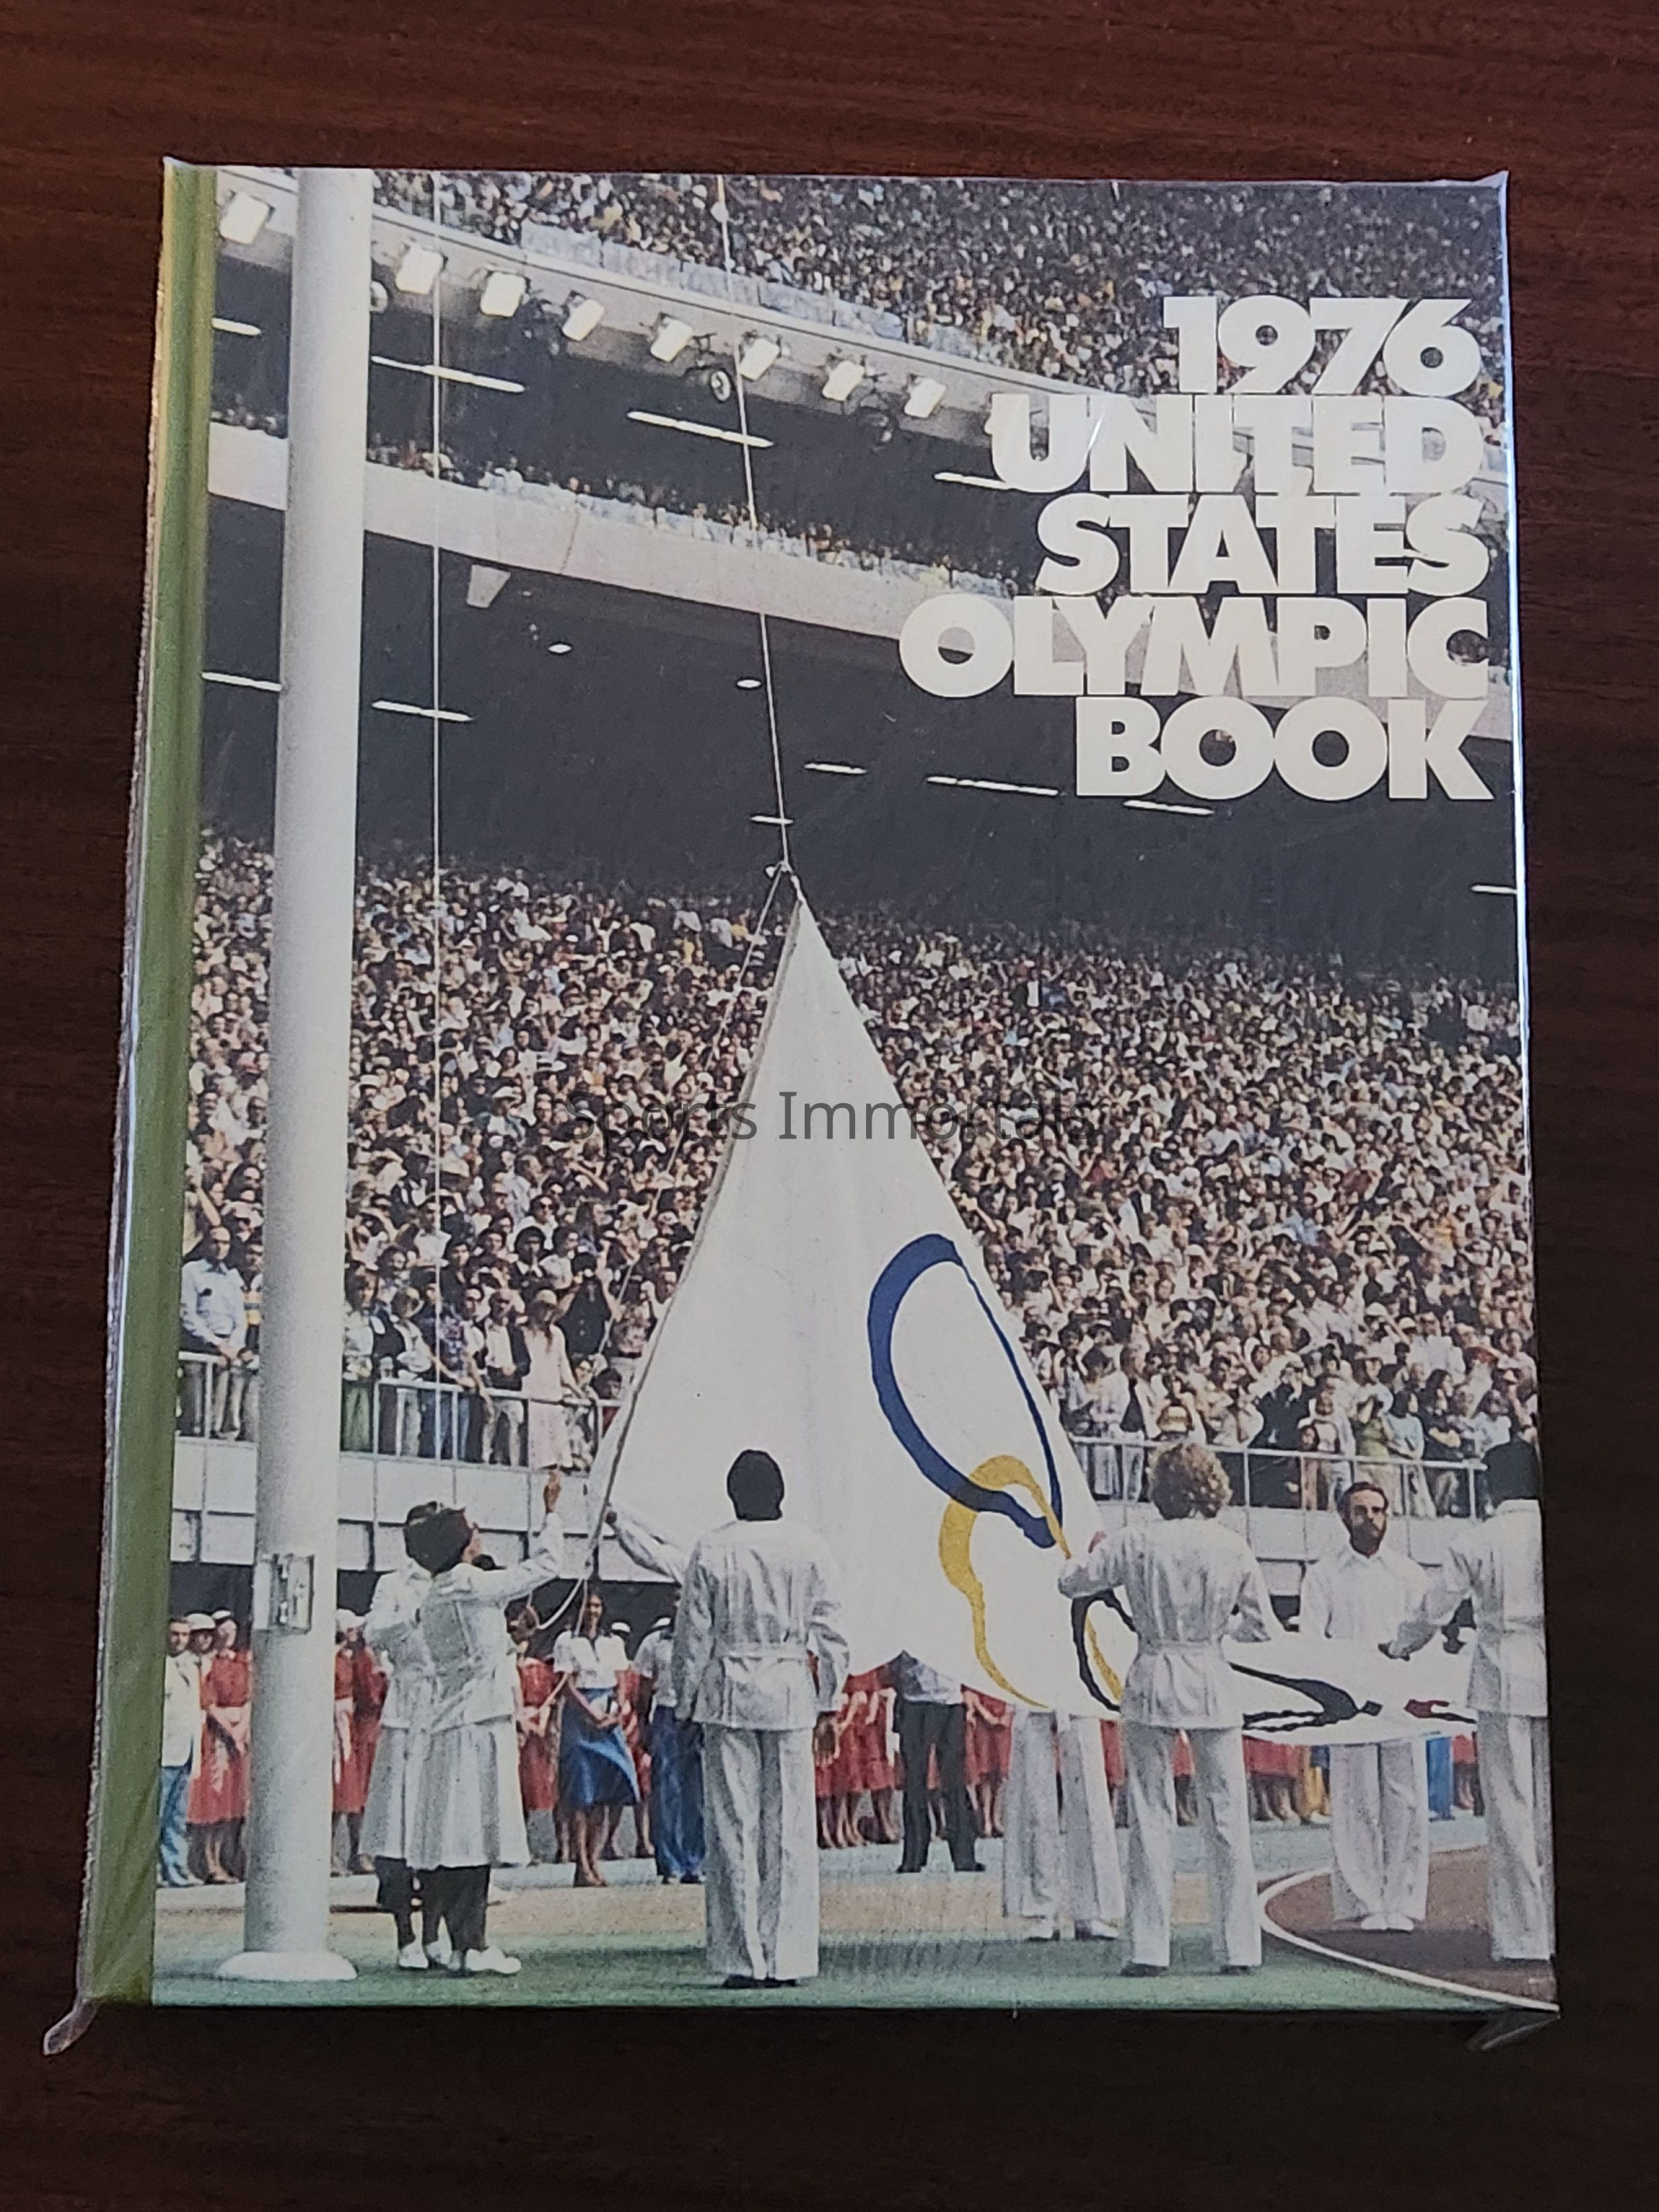 1976
UNITED
STATES
OLYMPIC
BOOK
Sports Immortals